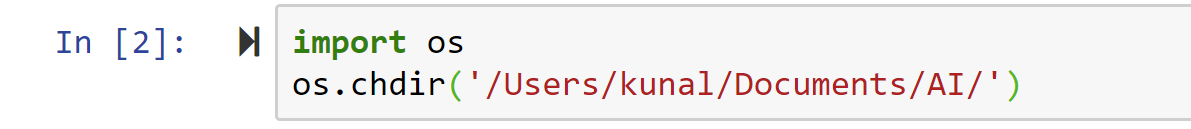 In [2]: import os
os.chdir('/Users/kunal/Documents/AI/')